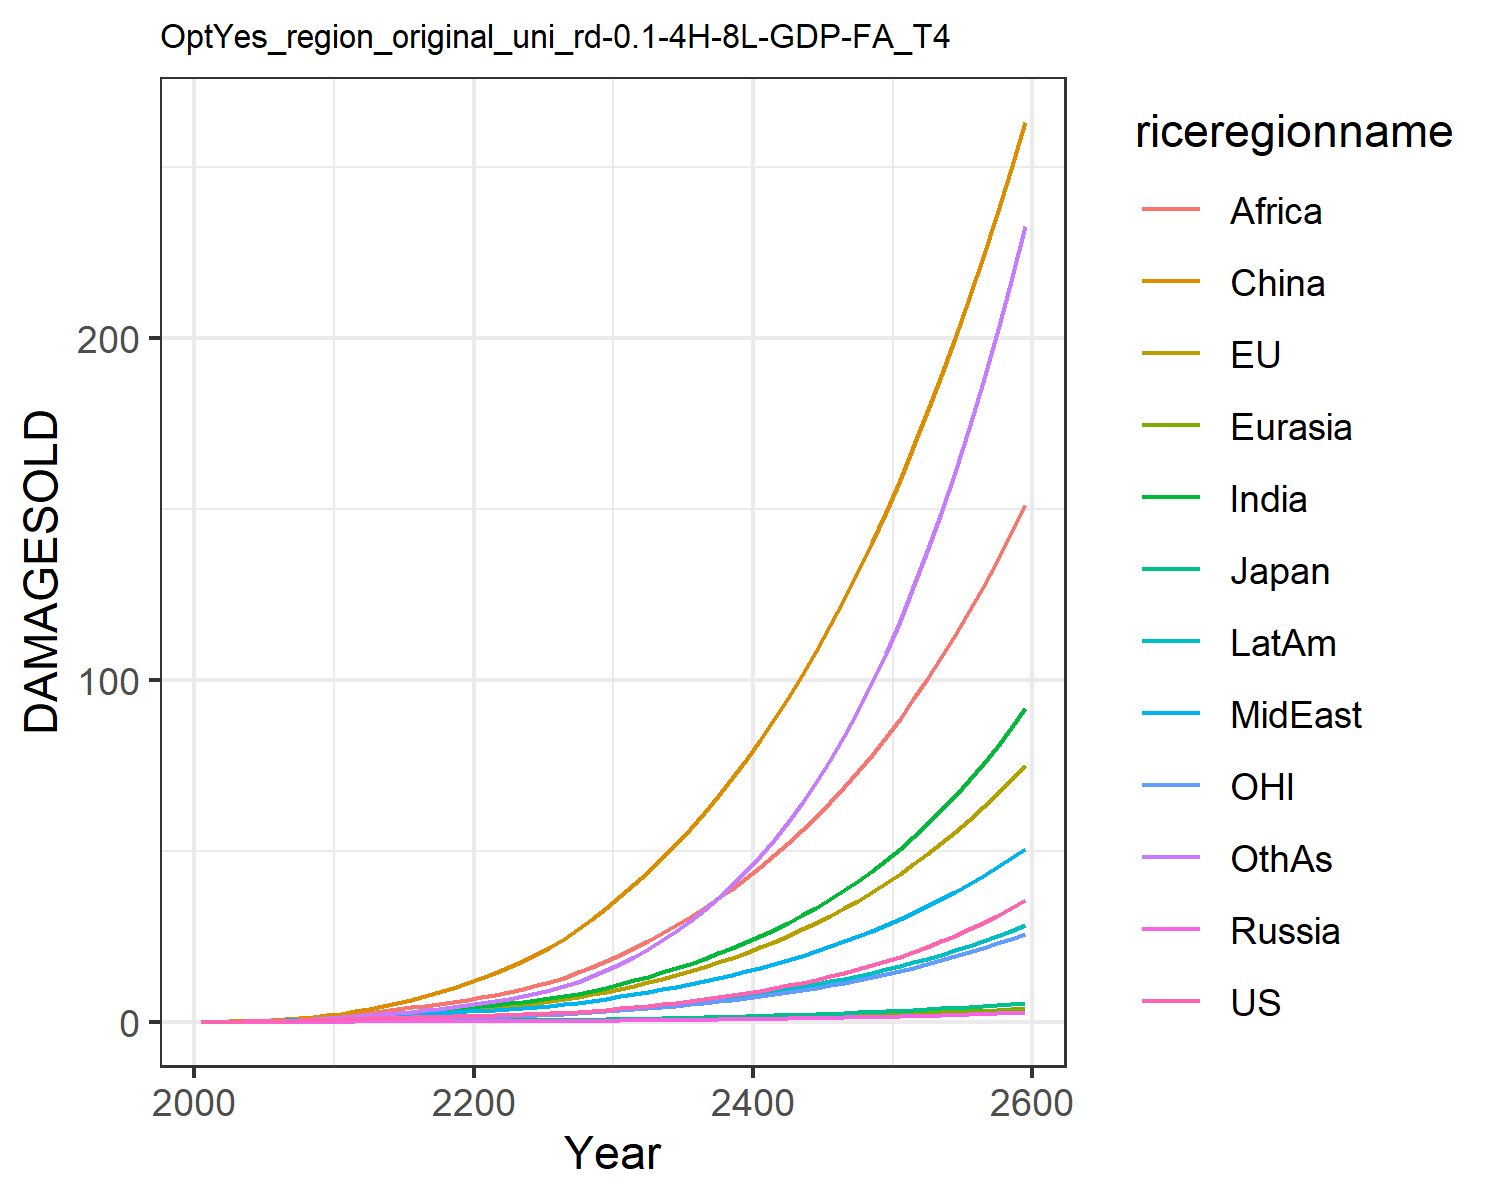 OptYes_region_original_uni_rd-0.1-4H-8L-GDP-FA_T4
DAMAGESOLD
200
100
0
2000 2200 2400 2600
Year
riceregionname
Africa
China
EU
Eurasia
India
Japan
LatAm
MidEast
OHI
OthAs
Russia
US